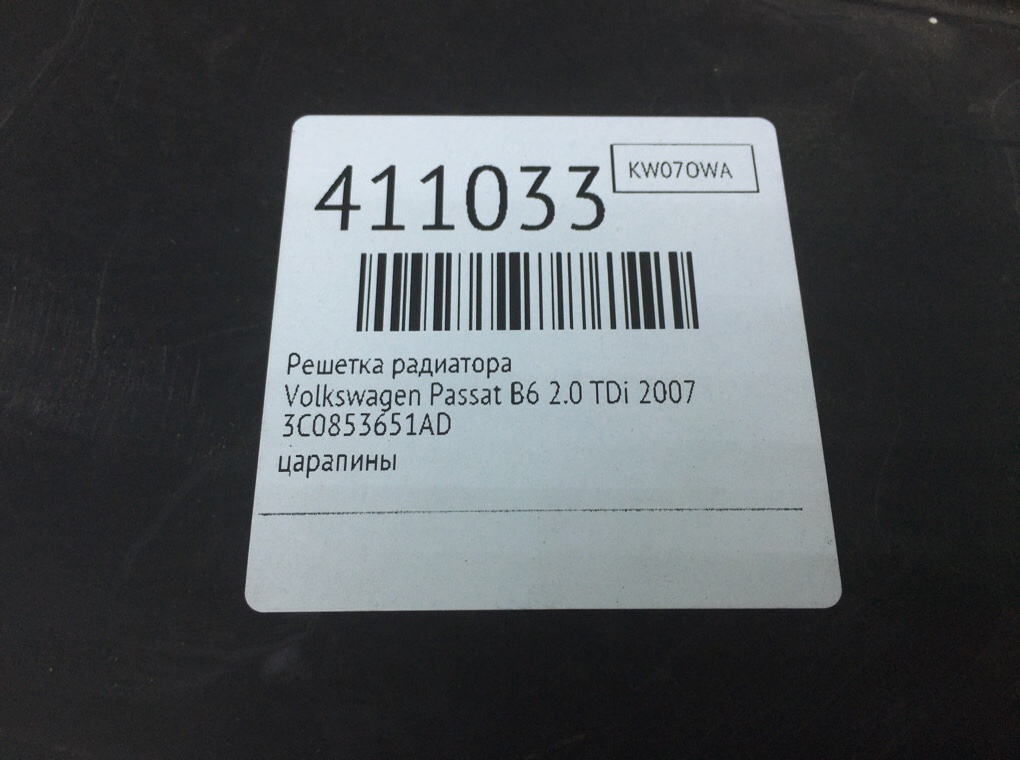 411033
KW07OWA
Решетка радиатора
Volkswagen Passat B6 2.0 TDi 2007
3C0853651AD
царапины